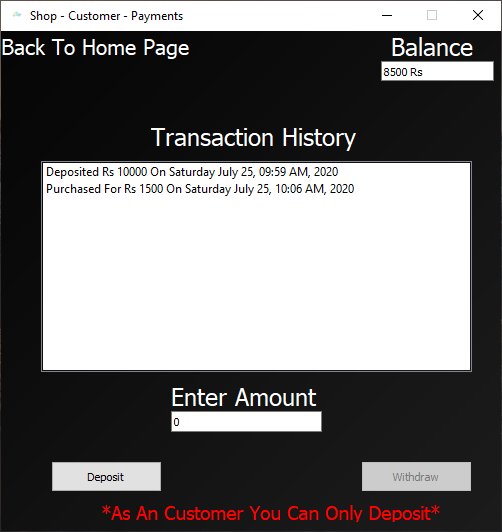 Shop - Customer - Payments
Back To Home Page
Balance
8500 Rs
Transaction History
Deposited Rs 10000 On Saturday July 25, 09:59 AM, 2020
Purchased For Rs 1500 On Saturday July 25, 10:06 AM, 2020
Enter Amount
0
Deposit
Withdraw
*As An Customer You Can Only Deposit*